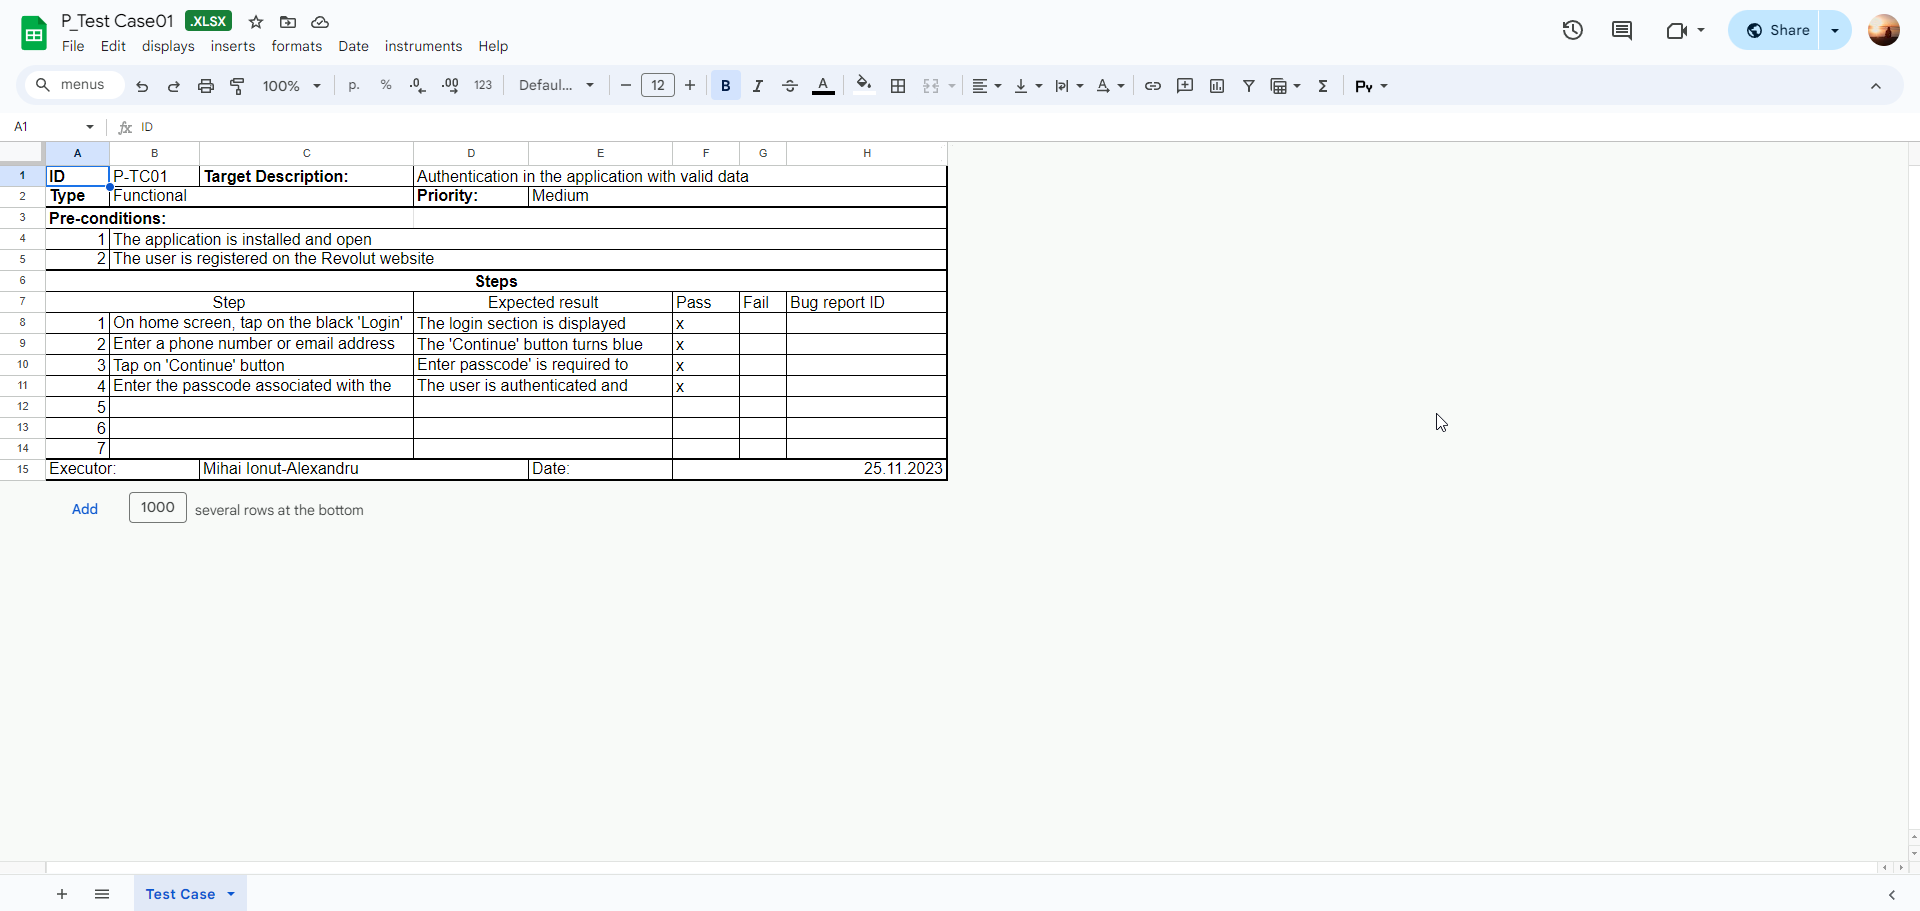 P_Test Case01 .XLSX
File Edit displays inserts formats Date instruments Help
Share
menus 100% p. % .0 .00 123 Defaul... 12 B I A Σ Py
A1 fx ID
A B C D E F G H
1 ID P-TC01 Target Description: Authentication in the application with valid data
2 Type Functional Priority: Medium
3 Pre-conditions:
4 1 The application is installed and open
5 2 The user is registered on the Revolut website
6 Steps
7 Step Expected result Pass Fail Bug report ID
8 1 On home screen, tap on the black 'Login' The login section is displayed x
9 2 Enter a phone number or email address The 'Continue' button turns blue x
10 3 Tap on 'Continue' button Enter passcode' is required to x
11 4 Enter the passcode associated with the The user is authenticated and x
12 5
13 6
14 7
15 Executor: Mihai Ionut-Alexandru Date: 25.11.2023
Add 1000 several rows at the bottom
Test Case